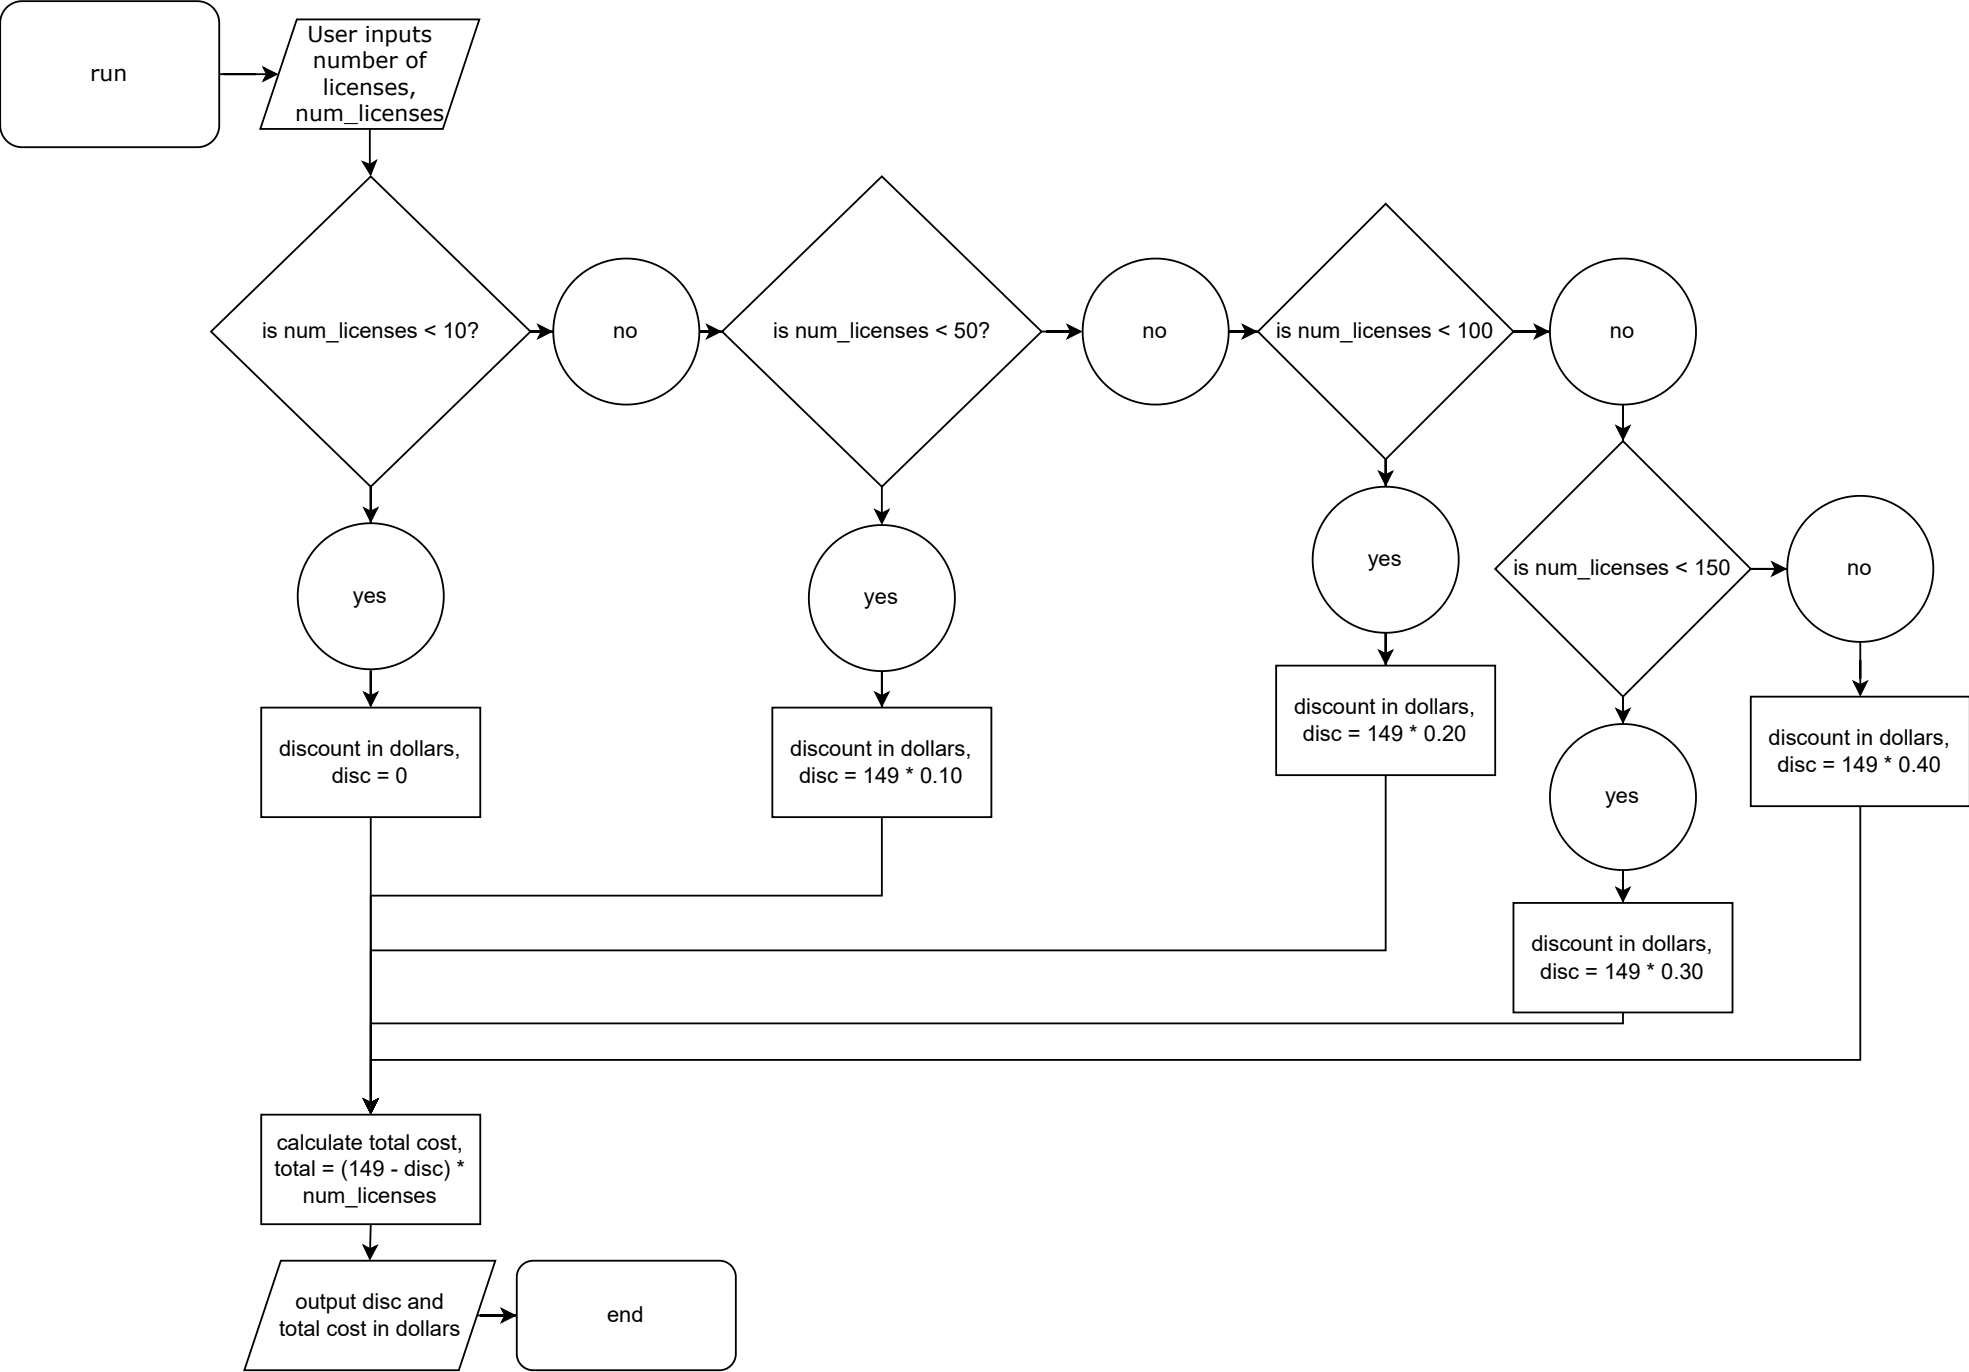 run
User inputs
number of
licenses,
num_licenses
is num_licenses < 10?
no
is num_licenses < 50?
no
is num_licenses < 100
no
yes
discount in dollars,
disc = 0
yes
discount in dollars,
disc = 149 * 0.10
yes
discount in dollars,
disc = 149 * 0.20
is num_licenses < 150
no
yes
discount in dollars,
disc = 149 * 0.30
discount in dollars,
disc = 149 * 0.40
calculate total cost,
total = (149 - disc) *
num_licenses
output disc and
total cost in dollars
end